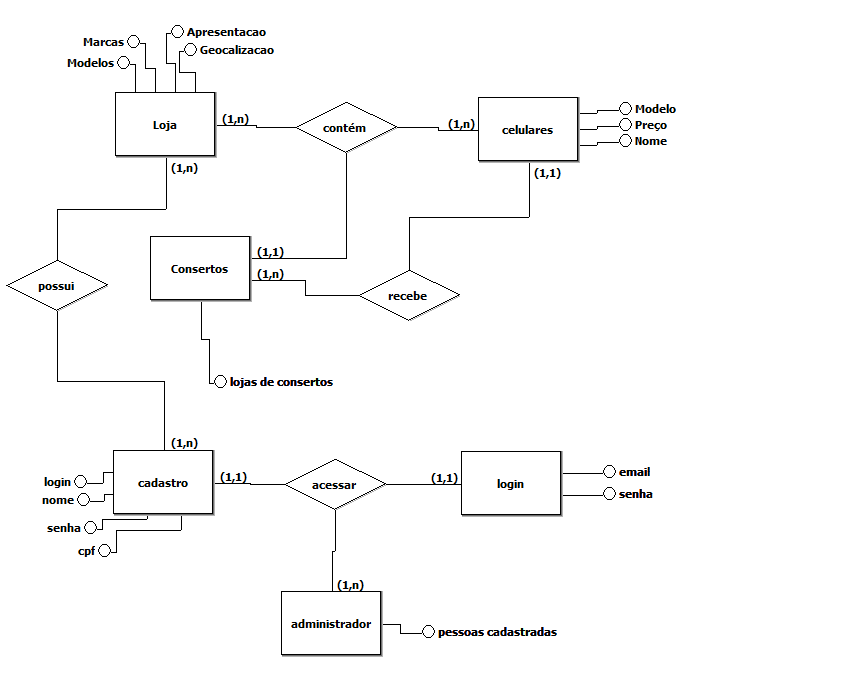 Apresentacao
Marcas
Geocalizacao
Modelos
Loja
(1,n)
contém
(1,n)
celulares
Modelo
Preço
Nome
(1,n)
(1,1)
Consertos
(1,1)
(1,n)
possui
recebe
lojas de consertos
(1,n)
login
nome
senha
cpf
cadastro
(1,1)
acessar
(1,1)
login
email
senha
(1,n)
administrador
pessoas cadastradas